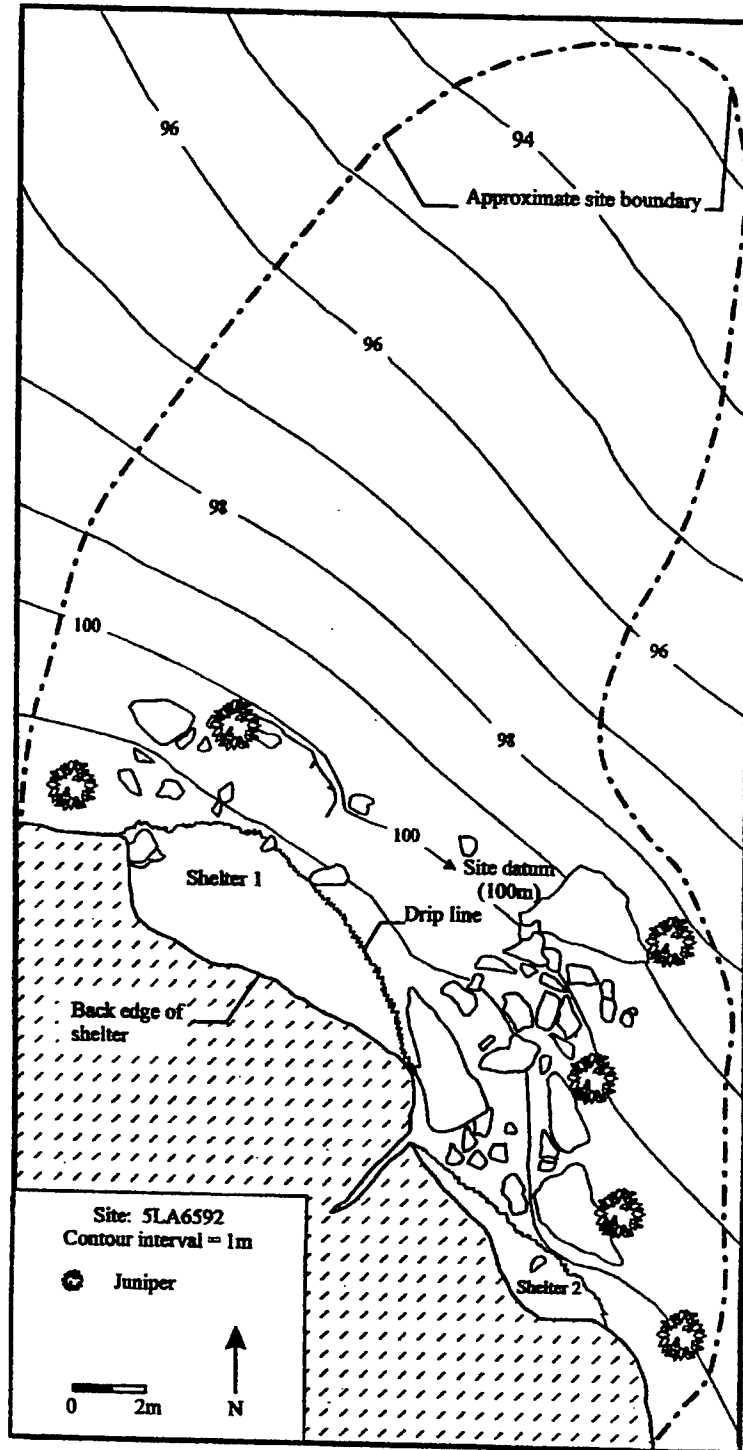 96
94
Approximate site boundary
96
98
100
96
98
100
Site datum
(100m)
Shelter 1
Drip line
Back edge of
shelter
Site: 5LA6592
Contour interval = 1m
Juniper
Shelter 2
0 2m
N